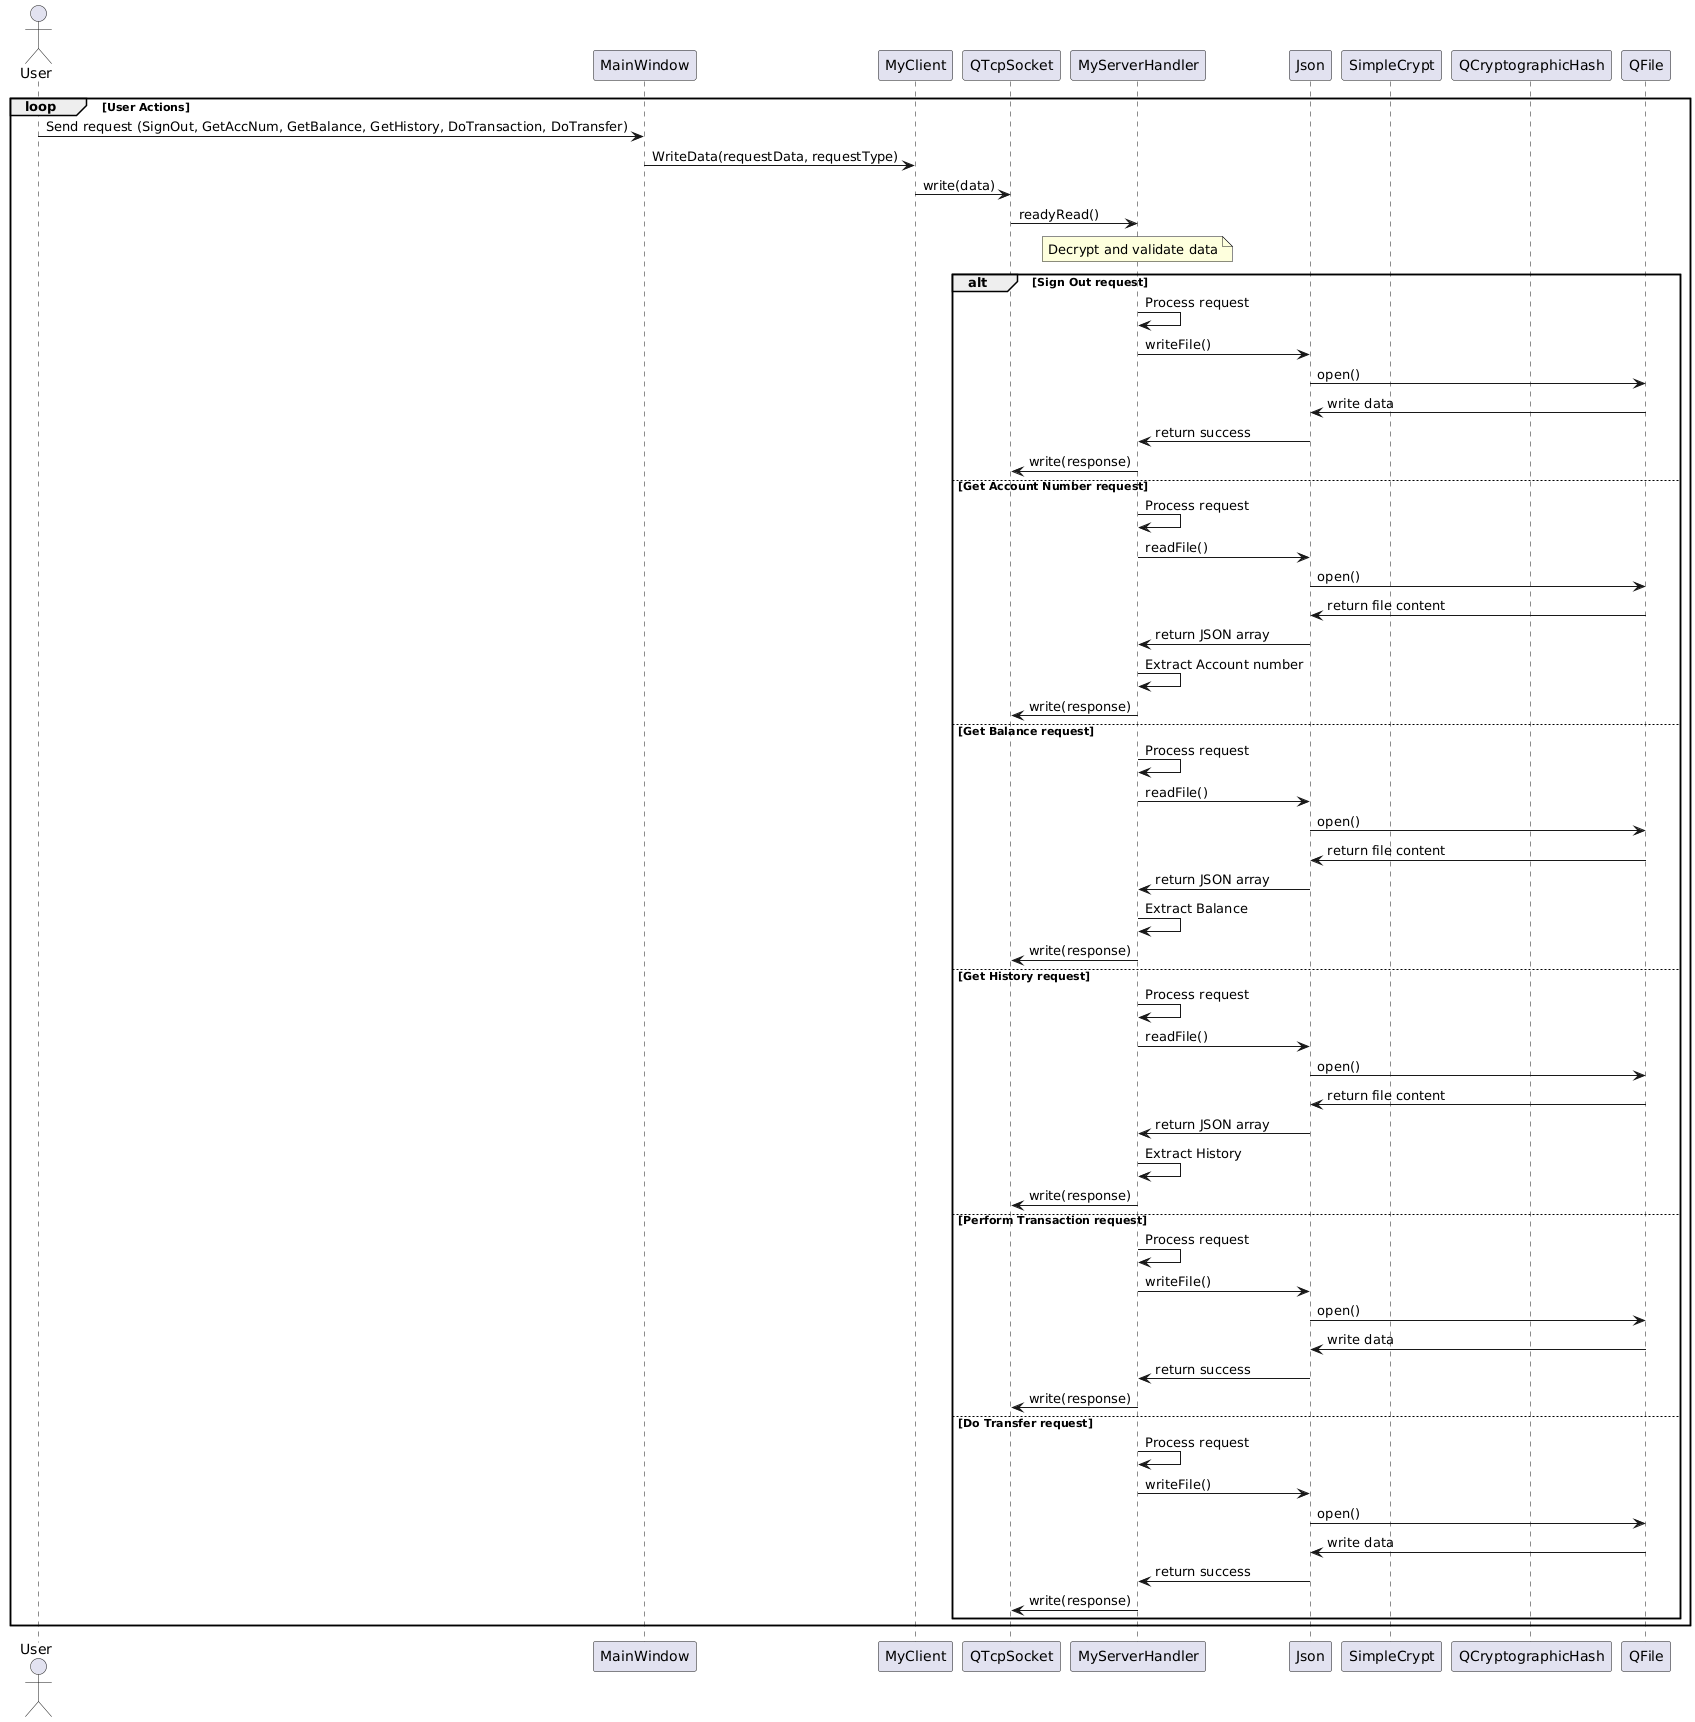 User
MainWindow
MyClient
QTcpSocket
MyServerHandler
Json
SimpleCrypt
QCryptographicHash
QFile
loop
[User Actions]
Send request (SignOut, GetAccNum, GetBalance, GetHistory, DoTransaction, DoTransfer)
WriteData(requestData, requestType)
write(data)
readyRead()
Decrypt and validate data
alt
[Sign Out request]
Process request
writeFile()
open()
write data
return success
write(response)
[Get Account Number request]
Process request
readFile()
open()
return file content
return JSON array
Extract Account number
write(response)
[Get Balance request]
Process request
readFile()
open()
return file content
return JSON array
Extract Balance
write(response)
[Get History request]
Process request
readFile()
open()
return file content
return JSON array
Extract History
write(response)
[Perform Transaction request]
Process request
writeFile()
open()
write data
return success
write(response)
[Do Transfer request]
Process request
writeFile()
open()
write data
return success
write(response)
User
MainWindow
MyClient
QTcpSocket
MyServerHandler
Json
SimpleCrypt
QCryptographicHash
QFile